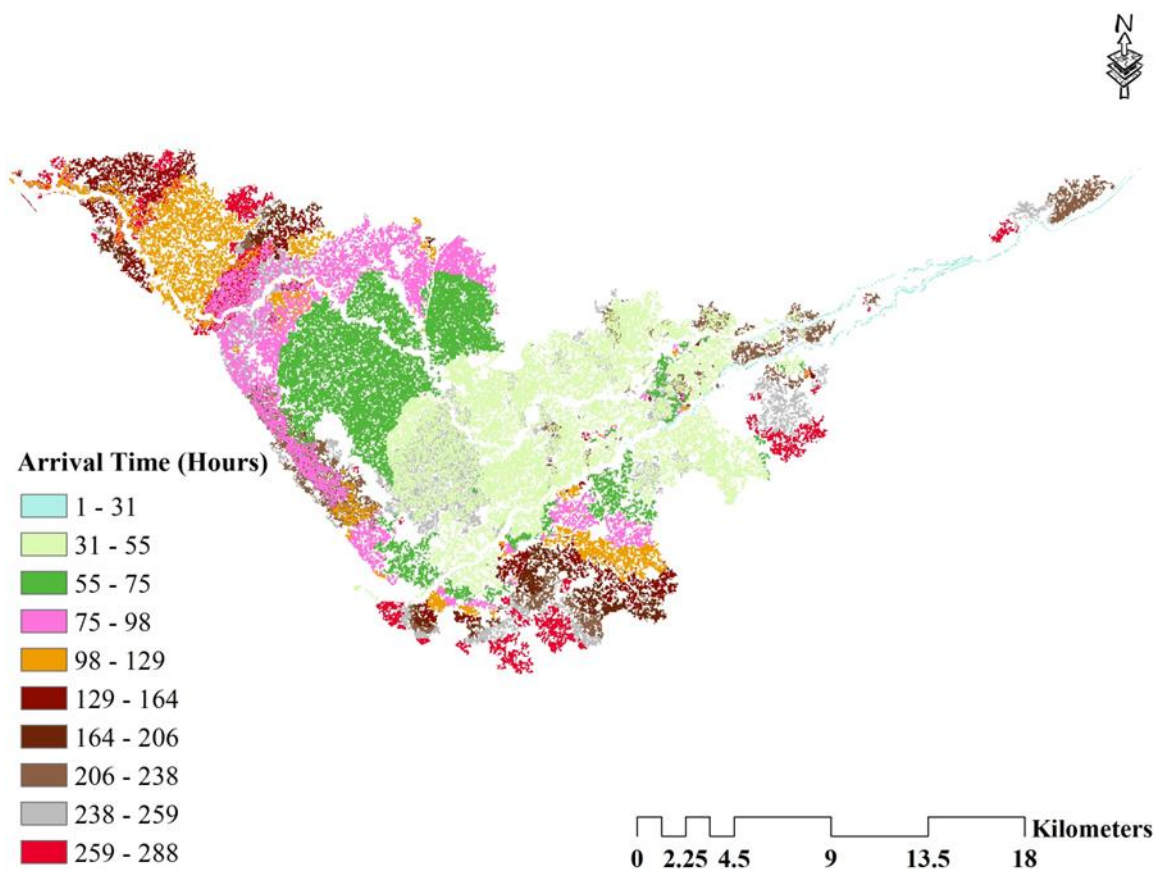 N
Arrival Time (Hours)
1 - 31
31 - 55
55 - 75
75 - 98
98 - 129
129 - 164
164 - 206
206 - 238
238 - 259
259 - 288
Kilometers
0 2.25 4.5 9 13.5 18